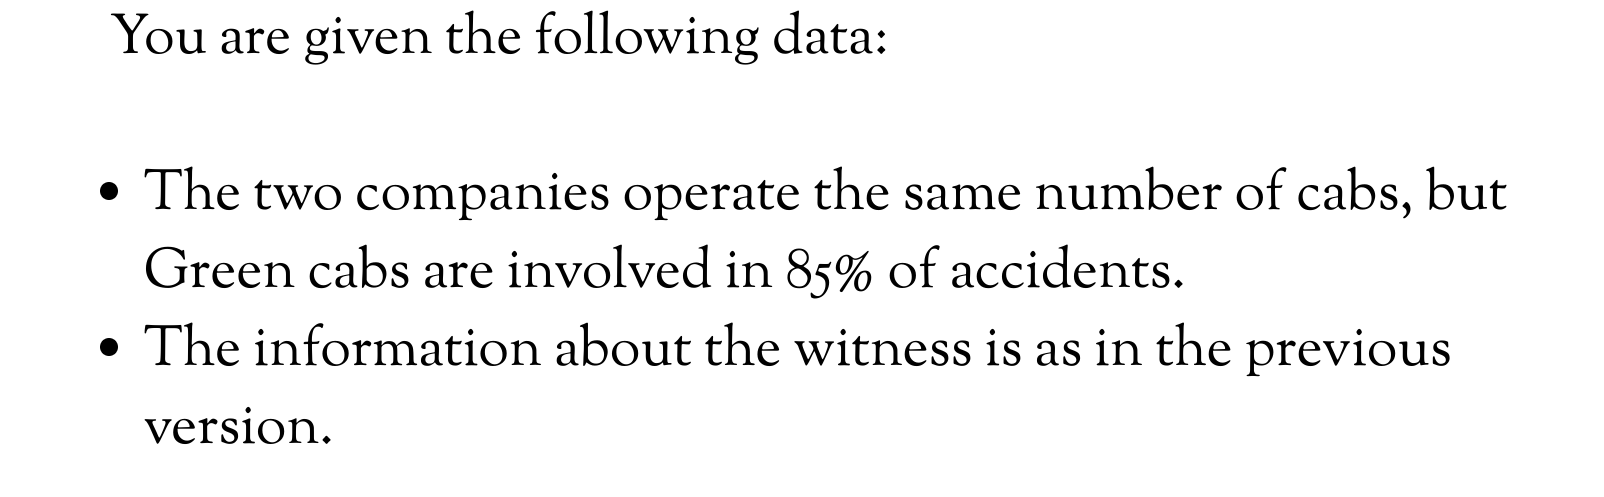 You are given the following data:
• The two companies operate the same number of cabs, but
Green cabs are involved in 85% of accidents.
• The information about the witness is as in the previous
version.